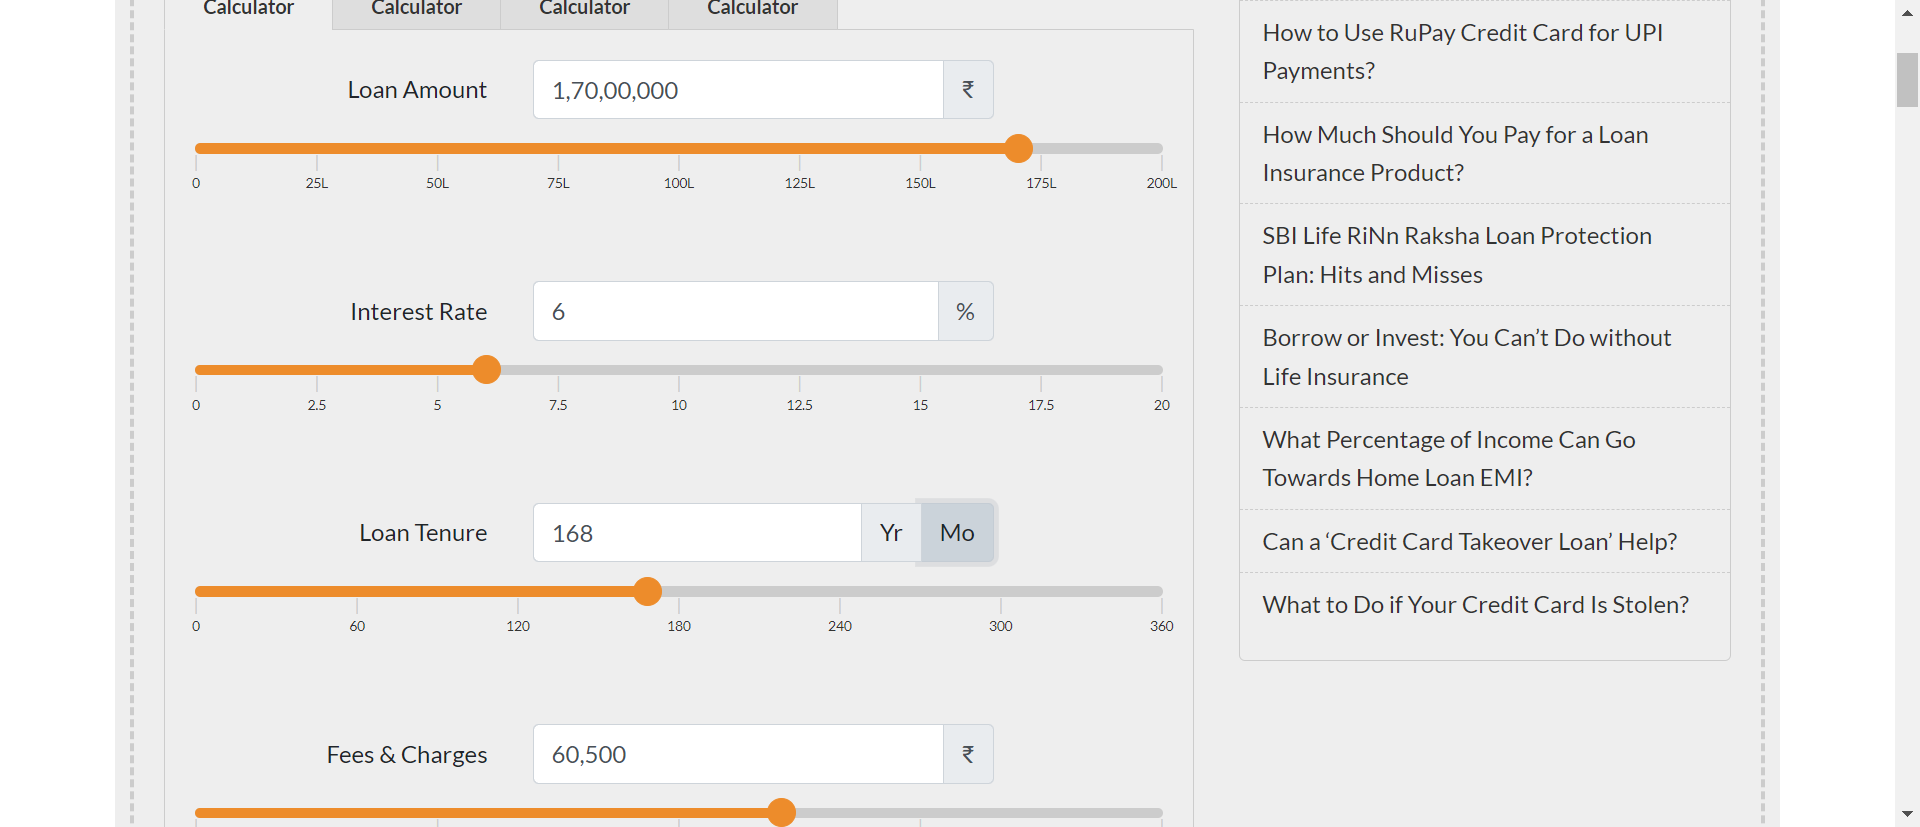 Calculator Calculator Calculator Calculator
Loan Amount 1,70,00,000 ₹
0 25L 50L 75L 100L 125L 150L 175L 200L
Interest Rate 6 %
0 2.5 5 7.5 10 12.5 15 17.5 20
Loan Tenure 168 Yr Mo
0 60 120 180 240 300 360
Fees & Charges 60,500 ₹
How to Use RuPay Credit Card for UPI
Payments?
How Much Should You Pay for a Loan
Insurance Product?
SBI Life RiNn Raksha Loan Protection
Plan: Hits and Misses
Borrow or Invest: You Can’t Do without
Life Insurance
What Percentage of Income Can Go
Towards Home Loan EMI?
Can a ‘Credit Card Takeover Loan’ Help?
What to Do if Your Credit Card Is Stolen?